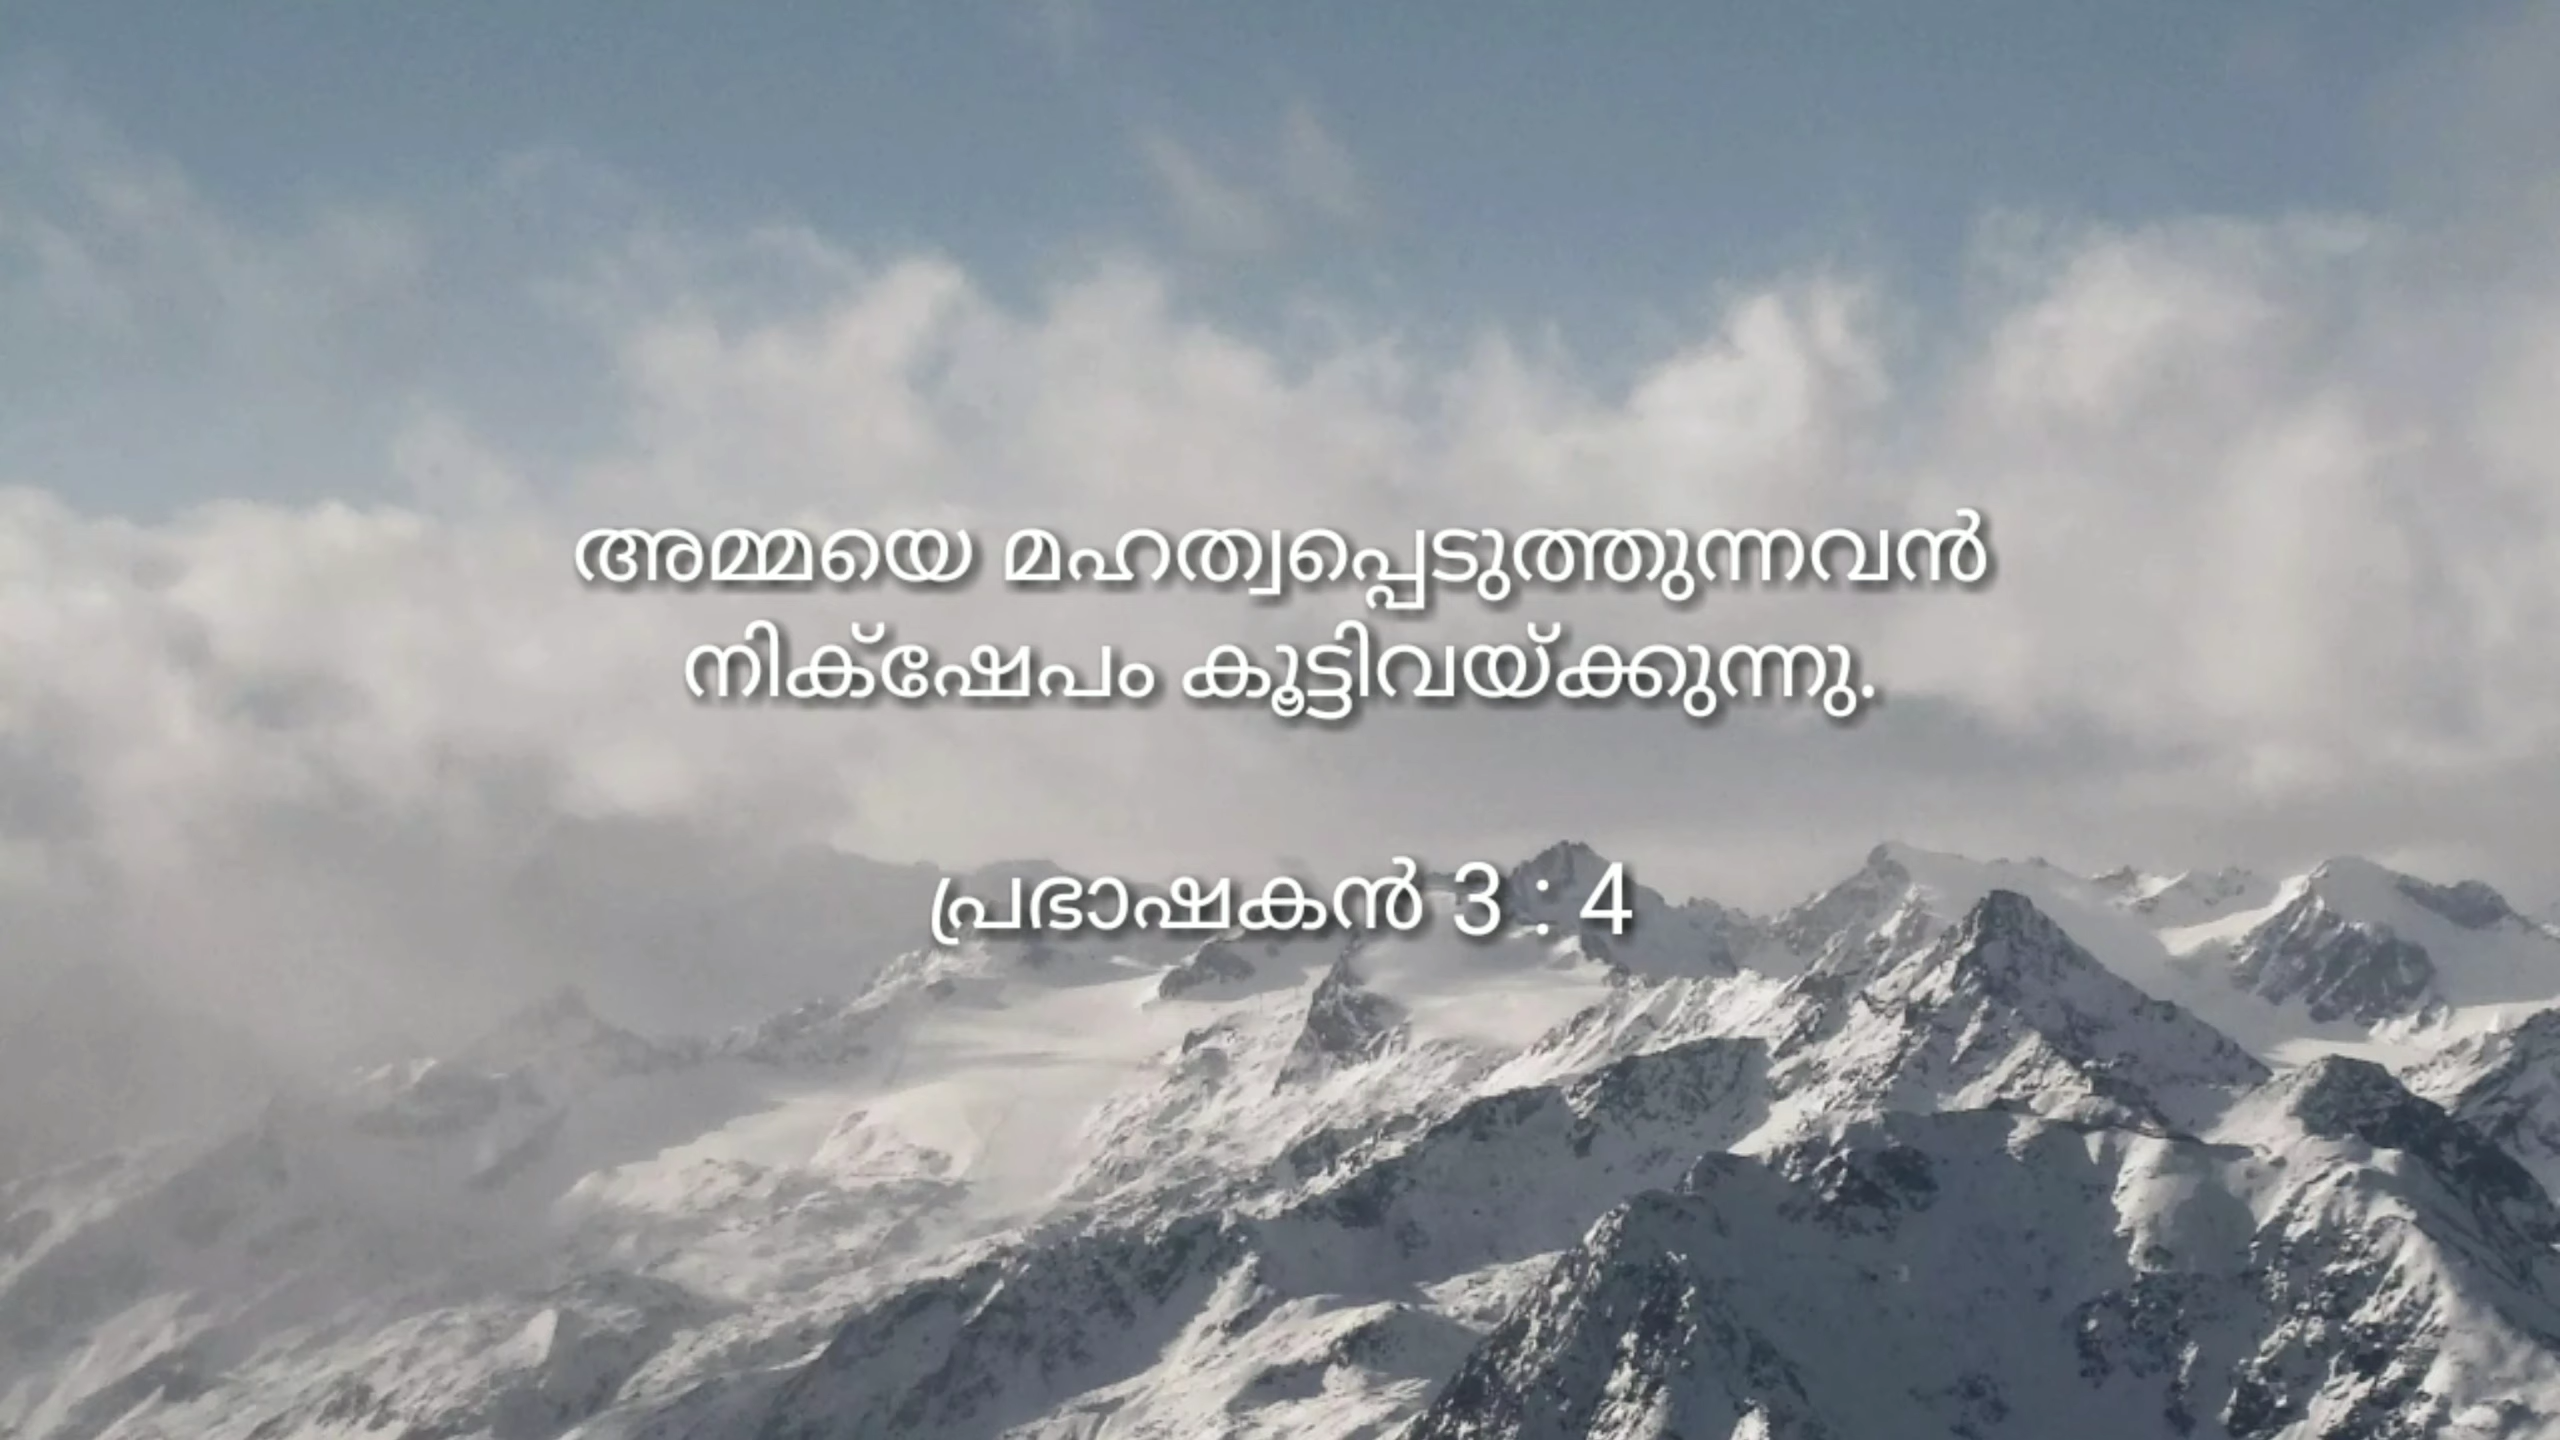 അമ്മയെ മഹത്വപ്പെടുത്തുന്നവൻ
നിക്ഷേപം കൂട്ടിവയ്ക്കുന്നു.
പ്രഭാഷകൻ 3 : 4